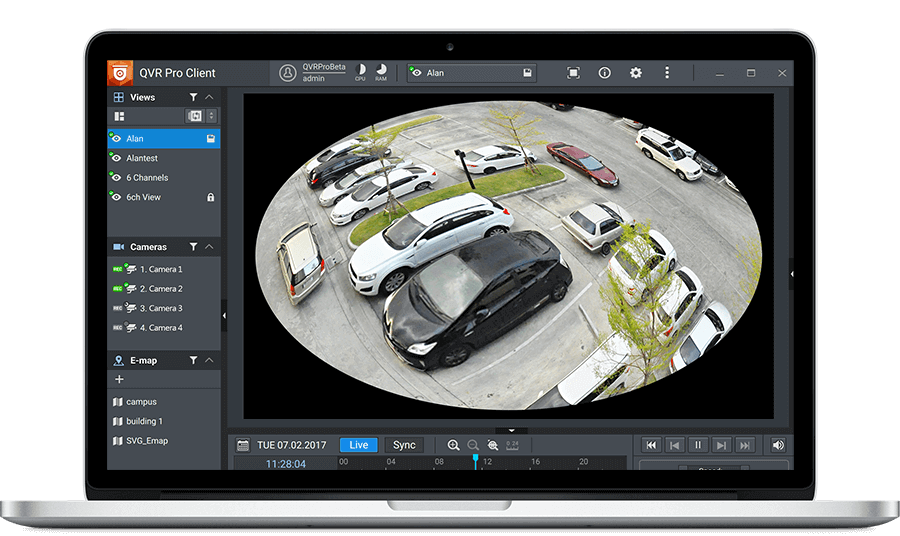 QVR Pro Client
QVRProBeta
admin
CPU
RAM
Alan
Views
Alan
Alantest
6 Channels
6ch View
Cameras
REC 1. Camera 1
REC 2. Camera 2
REC 3. Camera 3
REC 4. Camera 4
E-map
campus
building 1
SVG_Emap
TUE 07.02.2017 Live Sync
11:28:04 00 04 08 12 16 20